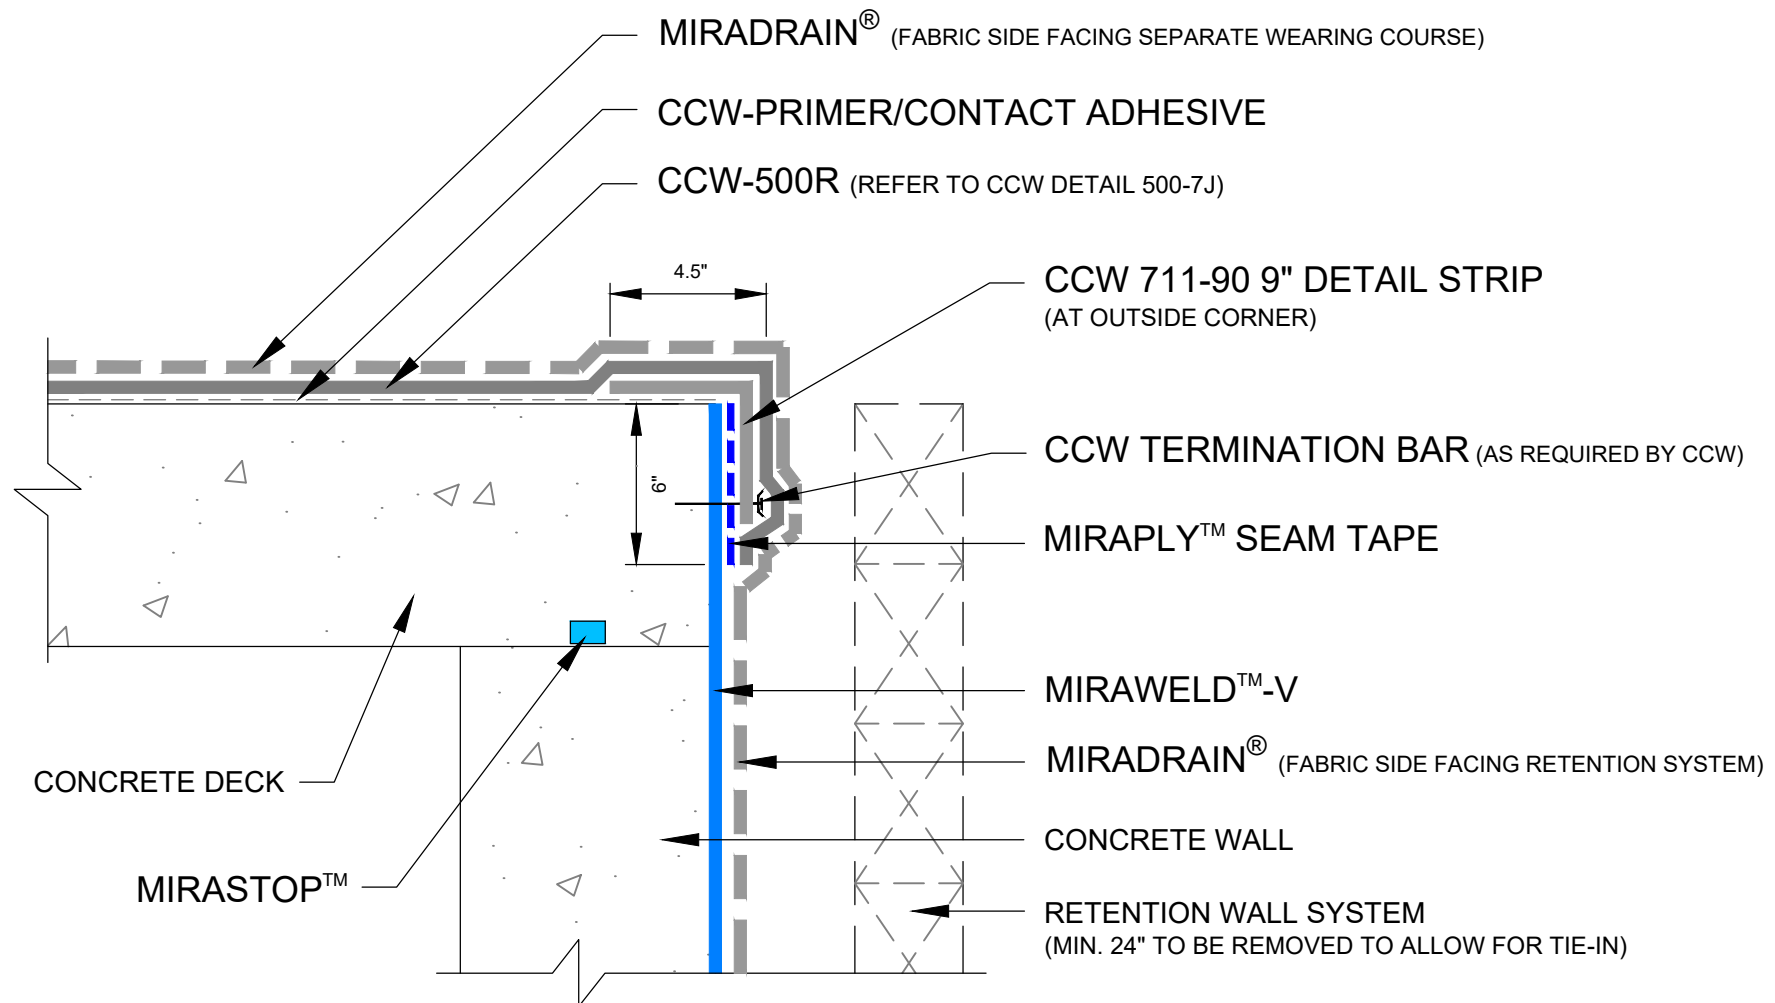 MIRADRAIN® (FABRIC SIDE FACING SEPARATE WEARING COURSE)
CCW-PRIMER/CONTACT ADHESIVE
CCW-500R (REFER TO CCW DETAIL 500-7J)
4.5"
CCW 711-90 9" DETAIL STRIP
(AT OUTSIDE CORNER)
CCW TERMINATION BAR (AS REQUIRED BY CCW)
6"
MIRAPLY™ SEAM TAPE
MIRAWELD™-V
MIRADRAIN® (FABRIC SIDE FACING RETENTION SYSTEM)
CONCRETE DECK
CONCRETE WALL
MIRASTOP™
RETENTION WALL SYSTEM
(MIN. 24" TO BE REMOVED TO ALLOW FOR TIE-IN)